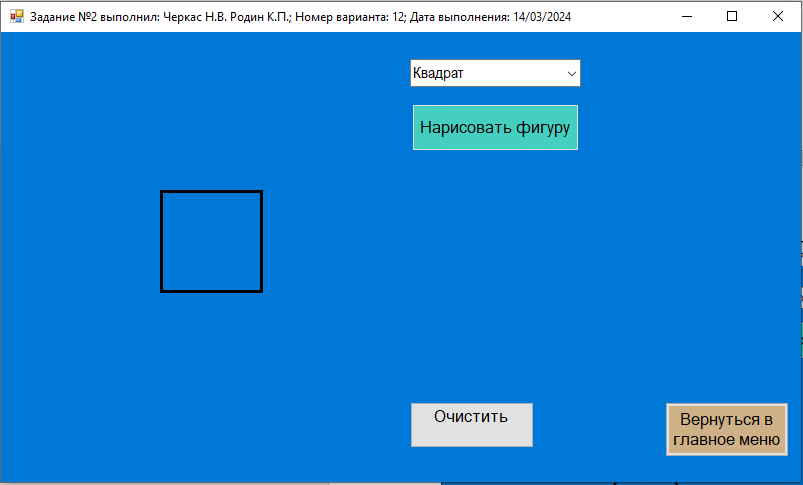 Задание №2 выполнил: Черкас Н.В. Родин К.П.; Номер варианта: 12; Дата выполнения: 14/03/2024
Квадрат
Нарисовать фигуру
Очистить
Вернуться в
главное меню